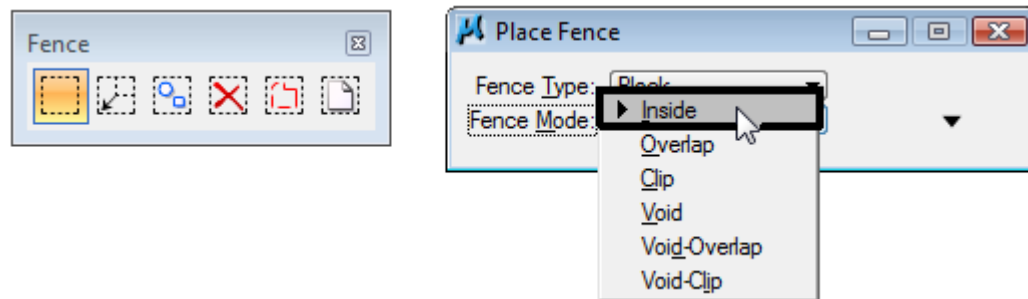 Fence
Place Fence
Fence Type: Block
Fence Mode:
Inside
Overlap
Clip
Void
Void-Overlap
Void-Clip